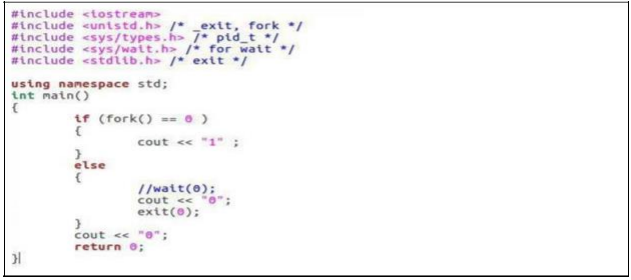 #include <iostream>
#include <unistd.h> /* _exit, fork */
#include <sys/types.h> /* pid_t */
#include <sys/wait.h> /* for wait */
#include <stdlib.h> /* exit */
using namespace std;
int main()
{
if (fork() == 0 )
{
cout << "1" ;
}
else
{
//wait(0);
cout << "0";
exit(0);
}
cout << "0";
return 0;
}